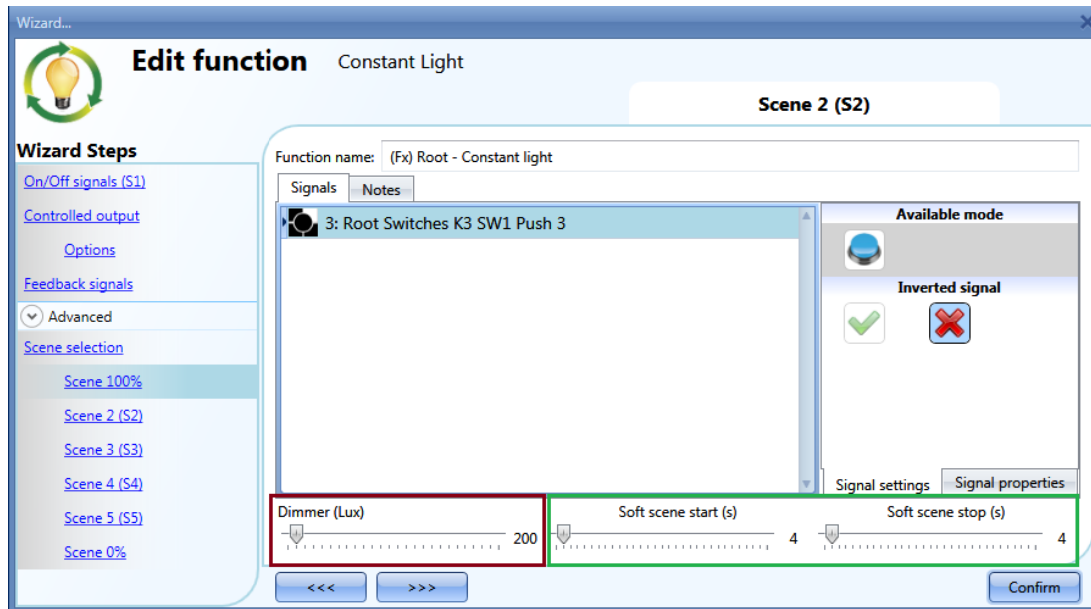 Wizard...
Edit function Constant Light
Scene 2 (S2)
Wizard Steps
On/Off signals (S1)
Controlled output
Options
Feedback signals
Advanced
Scene selection
Scene 100%
Scene 2 (S2)
Scene 3 (S3)
Scene 4 (S4)
Scene 5 (S5)
Scene 0%
Function name: (Fx) Root - Constant light
Signals Notes
3: Root Switches K3 SW1 Push 3
Available mode
Inverted signal
Signal settings Signal properties
Dimmer (Lux) Soft scene start (s) Soft scene stop (s)
200 4 4
<<< >>> Confirm